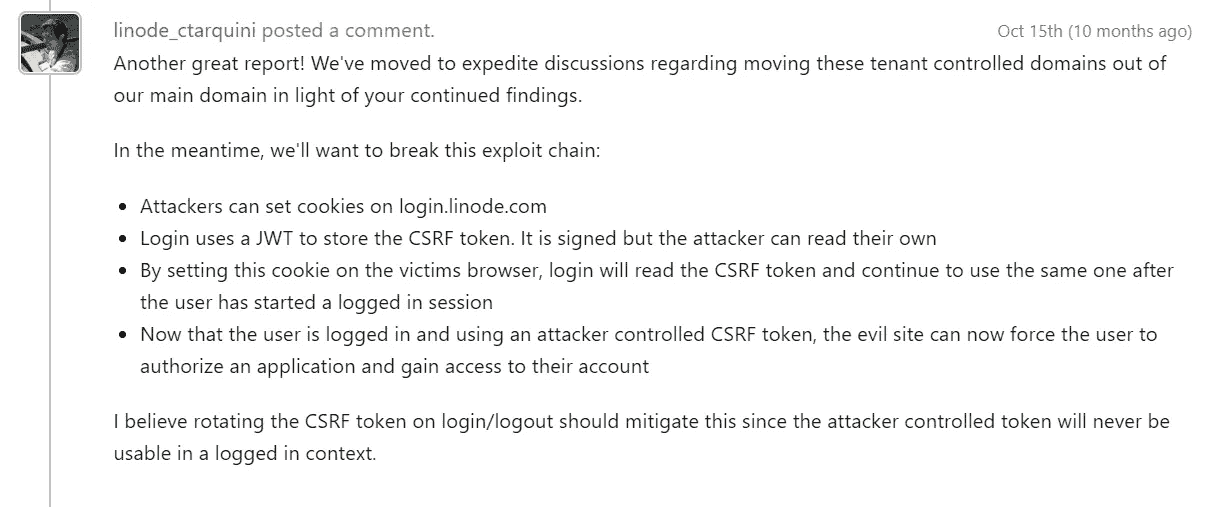 linode_ctarquini posted a comment. Oct 15th (10 months ago)
Another great report! We've moved to expedite discussions regarding moving these tenant controlled domains out of
our main domain in light of your continued findings.
In the meantime, we'll want to break this exploit chain:
• Attackers can set cookies on login.linode.com
• Login uses a JWT to store the CSRF token. It is signed but the attacker can read their own
• By setting this cookie on the victims browser, login will read the CSRF token and continue to use the same one after
the user has started a logged in session
• Now that the user is logged in and using an attacker controlled CSRF token, the evil site can now force the user to
authorize an application and gain access to their account
I believe rotating the CSRF token on login/logout should mitigate this since the attacker controlled token will never be
usable in a logged in context.